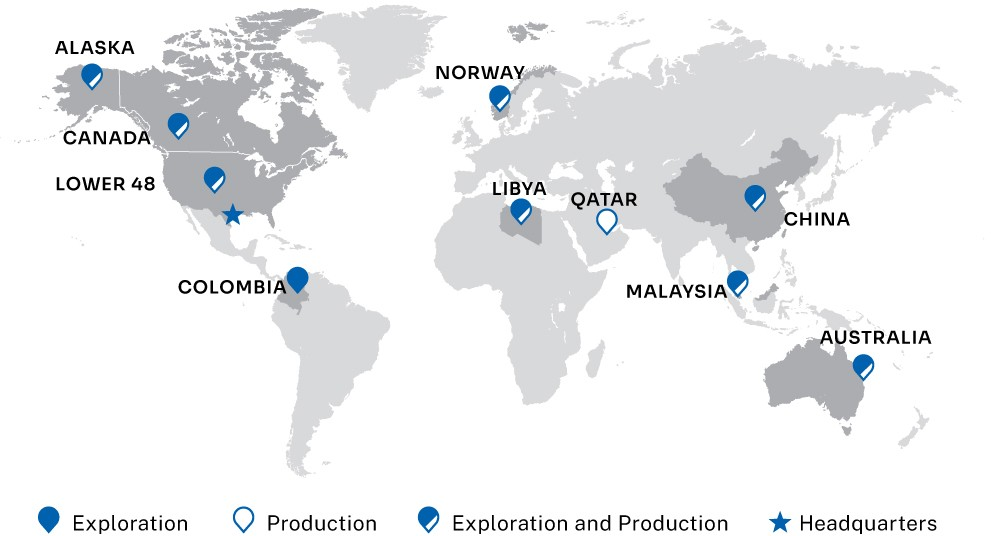 ALASKA
NORWAY
CANADA
LOWER 48
LIBYA
QATAR
CHINA
COLOMBIA
MALAYSIA
AUSTRALIA
Exploration
Production
Exploration and Production
Headquarters